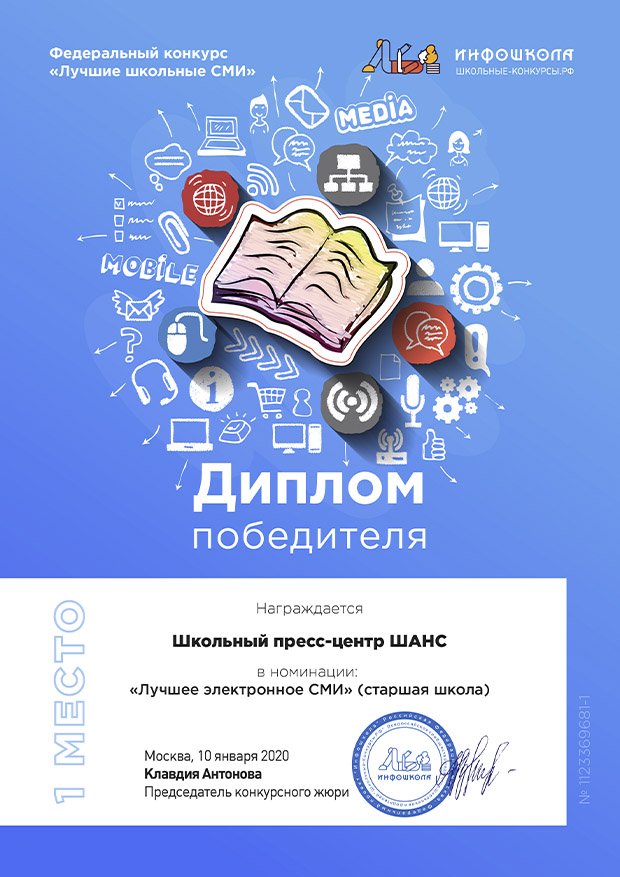 Федеральный конкурс
«Лучшие школьные СМИ»
ИНФОШКОЛА
ШКОЛЬНЫЕ-КОНКУРСЫ.РФ
MEDIA
MOBILE
Диплом
победителя
1 МЕСТО
Награждается
Школьный пресс-центр ШАНС
в номинации:
«Лучшее электронное СМИ» (старшая школа)
Москва, 10 января 2020
Клавдия Антонова
Председатель конкурсного жюри
ИНФОШКОЛА
№ 1123369681-1